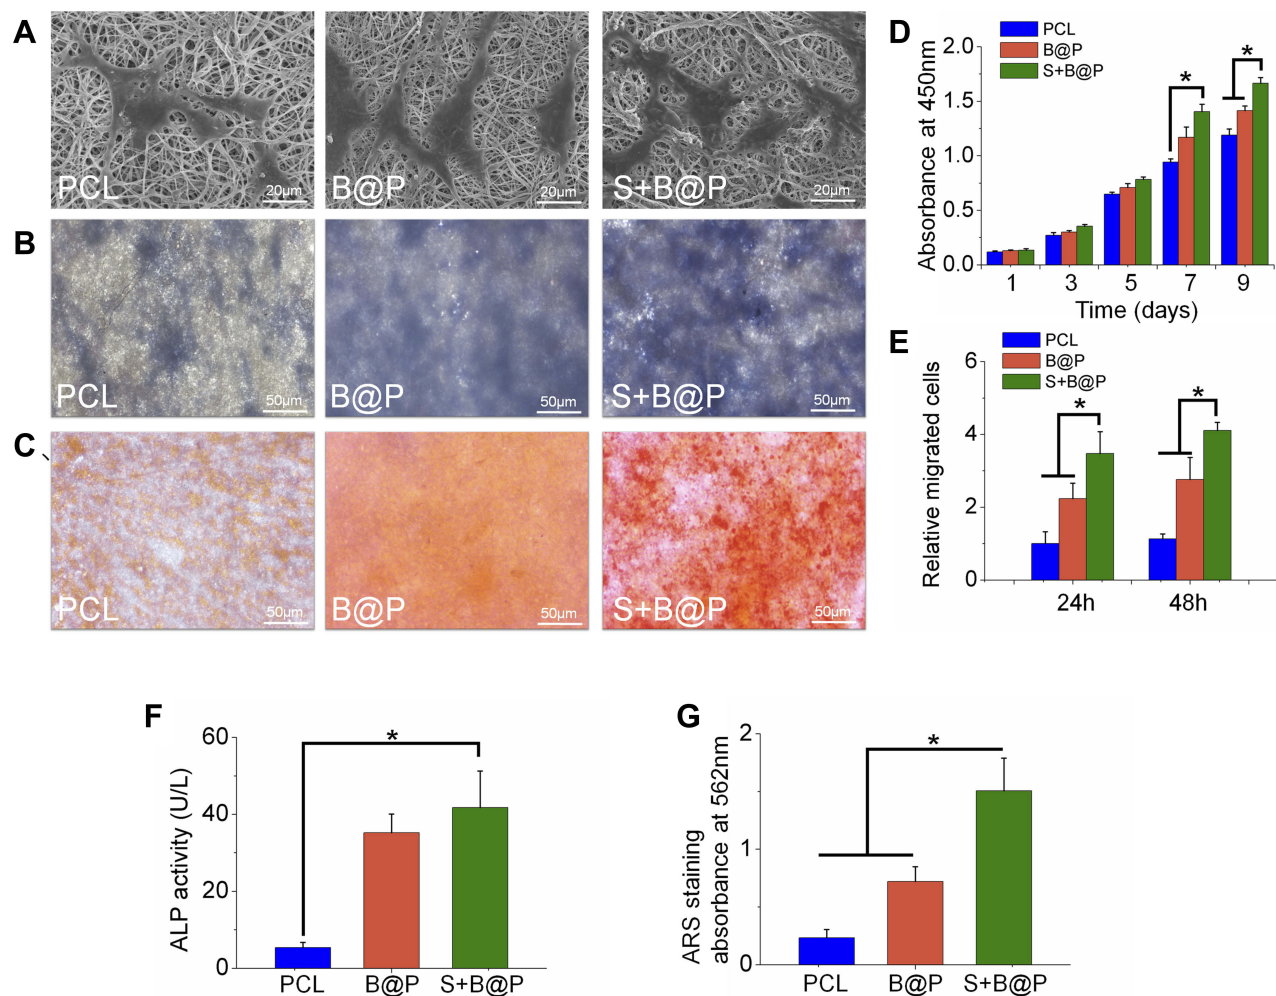 A
PCL
20μm
B@P
20μm
S+B@P
20μm
B
PCL
50μm
B@P
50μm
S+B@P
50μm
C
PCL
50μm
B@P
50μm
S+B@P
50μm
D
PCL
B@P
S+B@P
Absorbance at 450nm
2.0
1.5
1.0
0.5
0.0
*
*
1 3 5 7 9
Time (days)
E
PCL
B@P
S+B@P
Relative migrated cells
6
4
2
0
*
*
24h 48h
F
ALP activity (U/L)
60
40
20
0
*
PCL B@P S+B@P
G
ARS staining
absorbance at 562nm
2
1
0
*
PCL B@P S+B@P